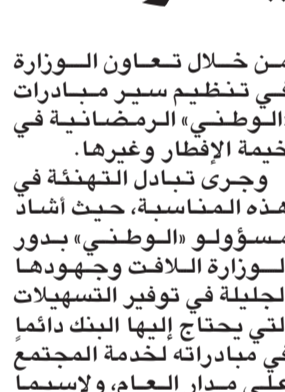 من خلال تعاون الوزارة
في تنظيم سير مبادرات
«الوطني» الرمضانية في
خيمة الإفطار وغيرها.
وجرى تبادل التهنئة في
هذه المناسبة، حيث أشاد
مسؤولو «الوطني» بدور
الوزارة اللافت وجهودها
الجليلة في توفير التسهيلات
التي يحتاج إليها البنك دائماً
في مبادراته لخدمة المجتمع
على مدار العام، ولاسيما